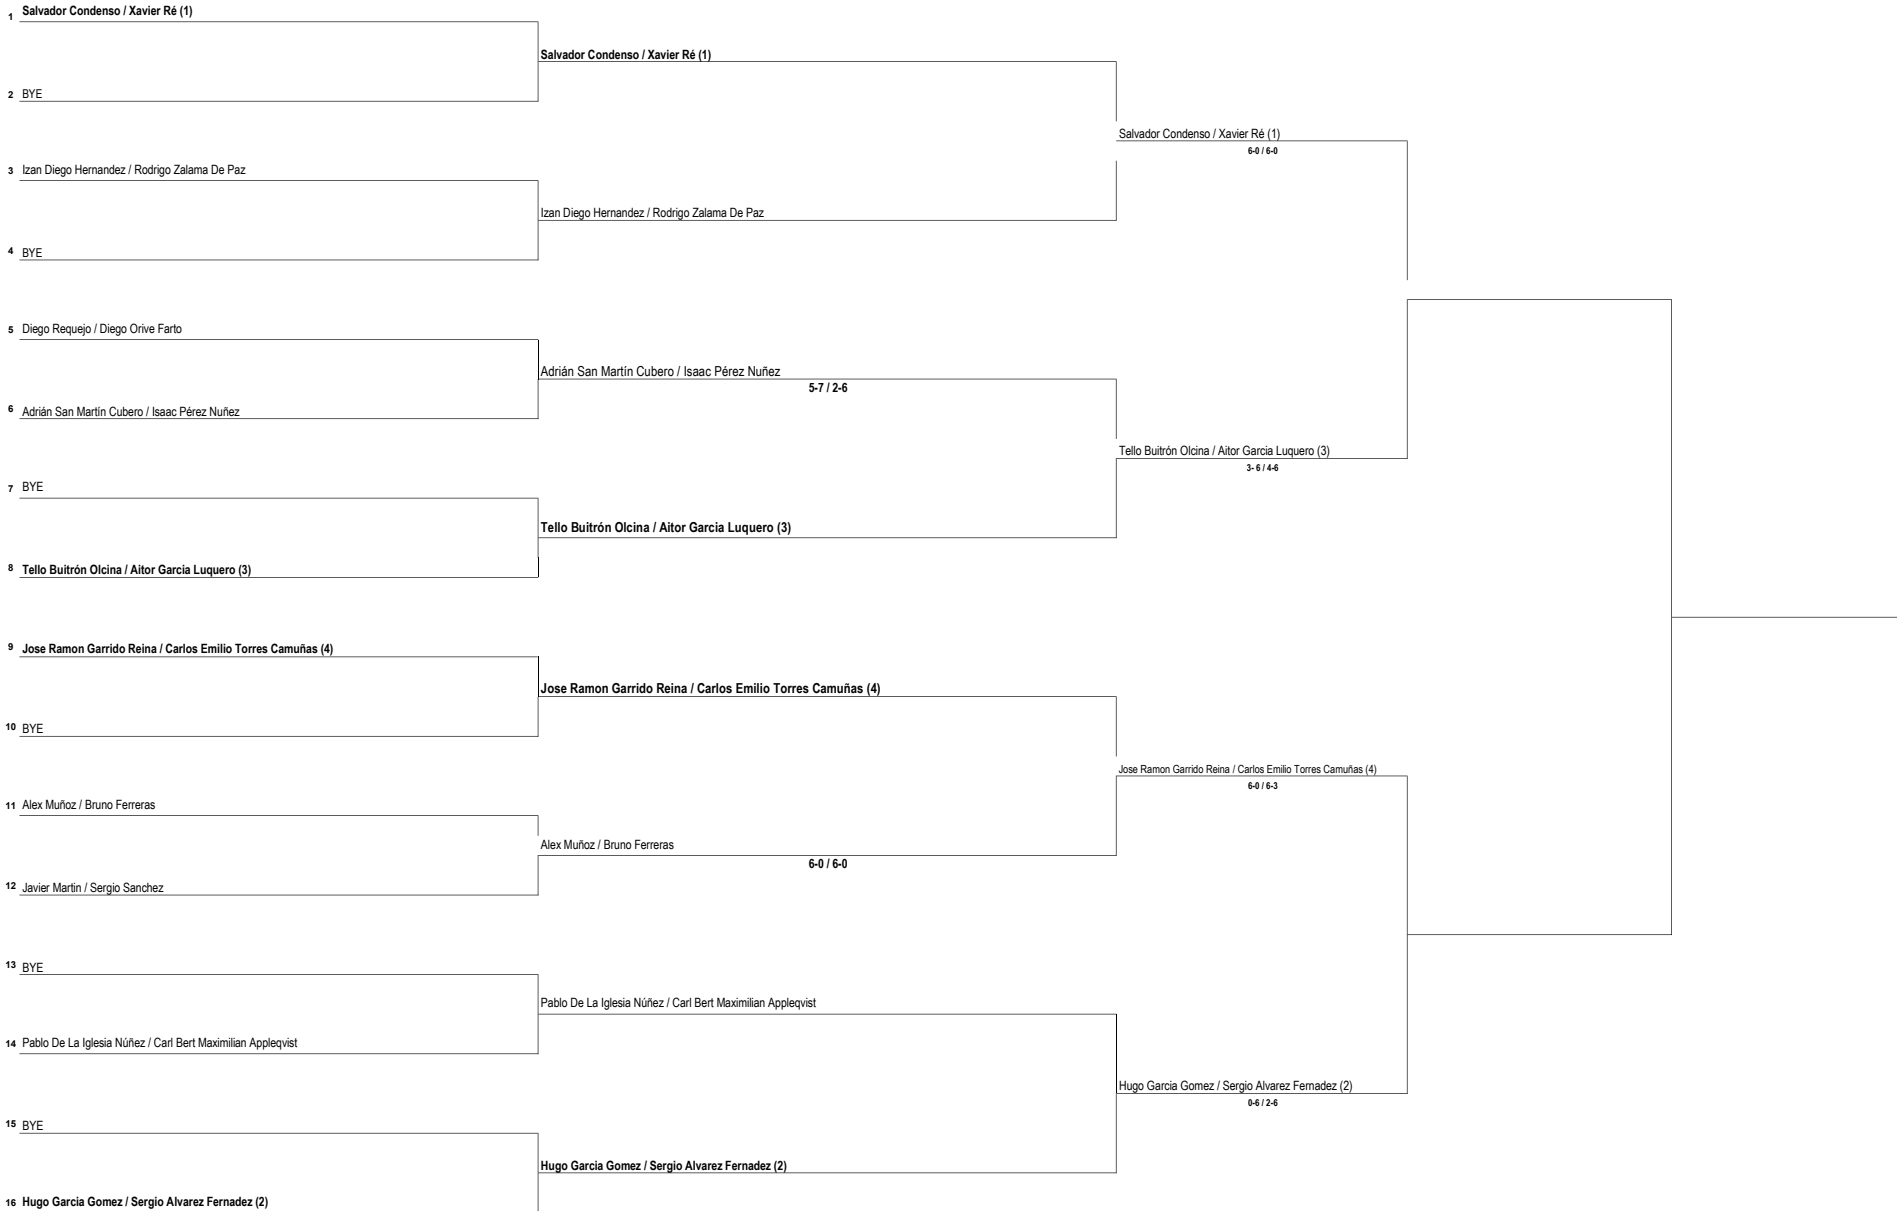 1 Salvador Condenso / Xavier Ré (1)
Salvador Condenso / Xavier Ré (1)
2 BYE
Salvador Condenso / Xavier Ré (1)
6-0 / 6-0
3 Izan Diego Hernandez / Rodrigo Zalama De Paz
Izan Diego Hernandez / Rodrigo Zalama De Paz
4 BYE
5 Diego Requejo / Diego Orive Farto
Adrián San Martín Cubero / Isaac Pérez Nuñez
5-7 / 2-6
6 Adrián San Martín Cubero / Isaac Pérez Nuñez
Tello Buitrón Olcina / Aitor Garcia Luquero (3)
3- 6 / 4-6
7 BYE
Tello Buitrón Olcina / Aitor Garcia Luquero (3)
8 Tello Buitrón Olcina / Aitor Garcia Luquero (3)
9 Jose Ramon Garrido Reina / Carlos Emilio Torres Camuñas (4)
Jose Ramon Garrido Reina / Carlos Emilio Torres Camuñas (4)
10 BYE
Jose Ramon Garrido Reina / Carlos Emilio Torres Camuñas (4)
6-0 / 6-3
11 Alex Muñoz / Bruno Ferreras
Alex Muñoz / Bruno Ferreras
6-0 / 6-0
12 Javier Martin / Sergio Sanchez
13 BYE
Pablo De La Iglesia Núñez / Carl Bert Maximilian Appleqvist
14 Pablo De La Iglesia Núñez / Carl Bert Maximilian Appleqvist
Hugo Garcia Gomez / Sergio Alvarez Fernadez (2)
0-6 / 2-6
15 BYE
Hugo Garcia Gomez / Sergio Alvarez Fernadez (2)
16 Hugo Garcia Gomez / Sergio Alvarez Fernadez (2)